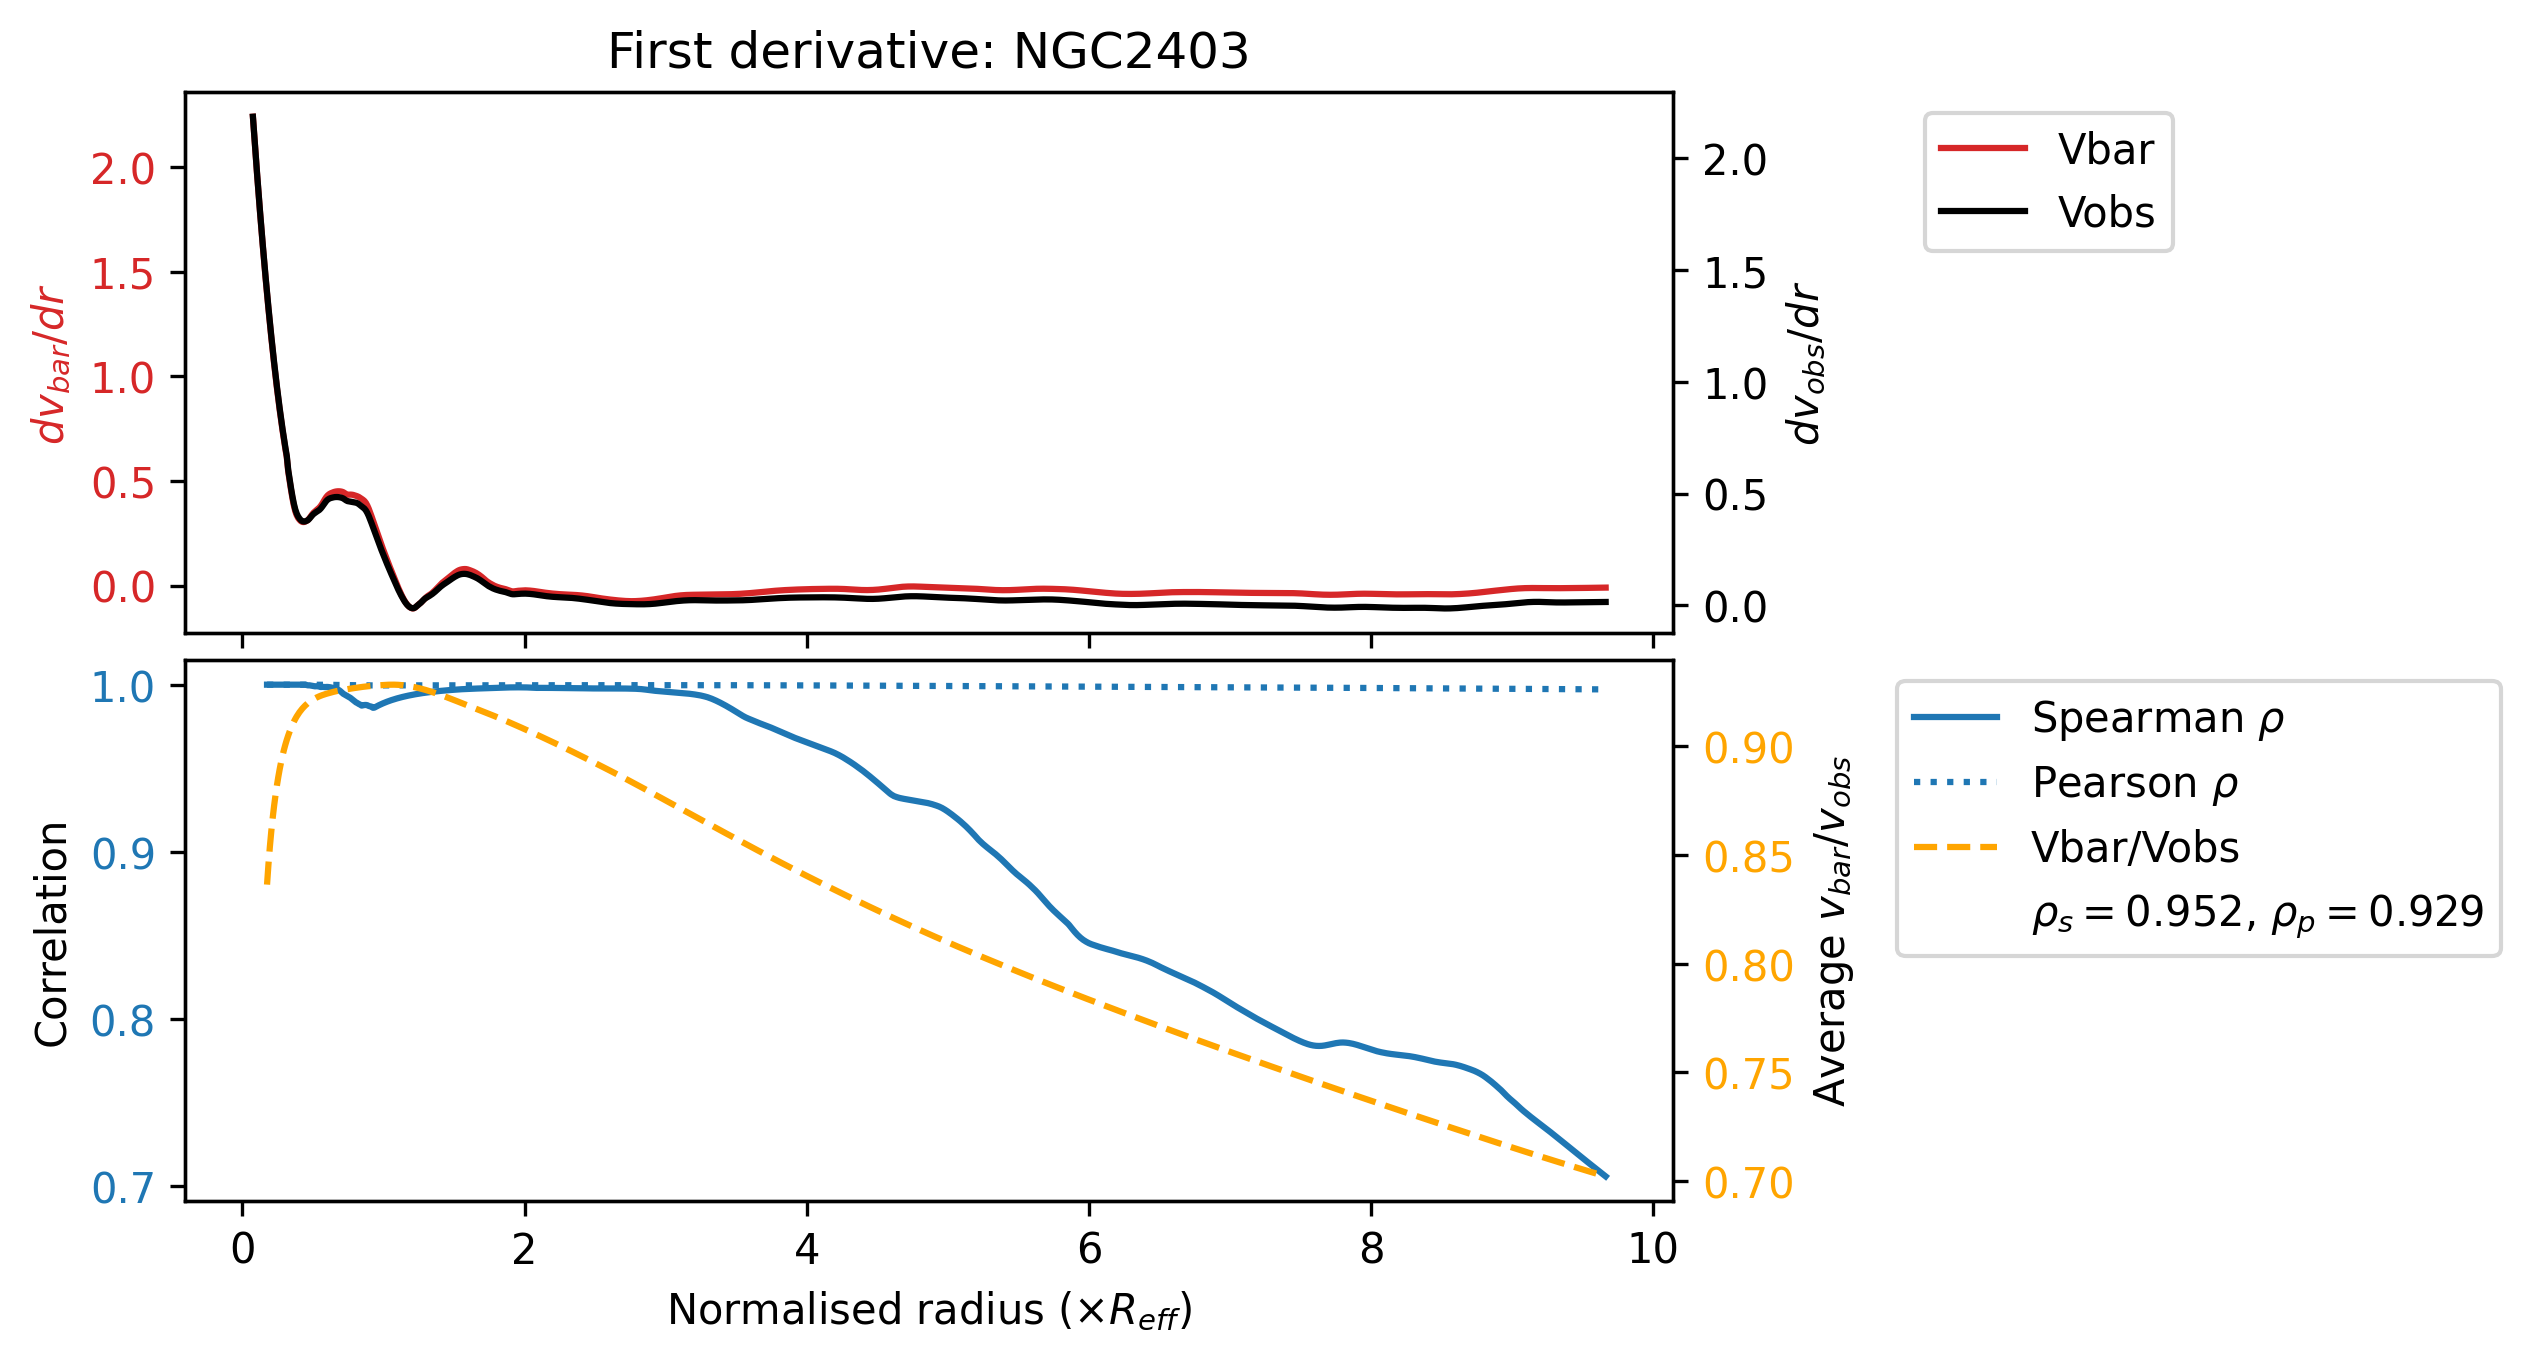 First derivative: NGC2403
dv_bar/dr
2.0
1.5
1.0
0.5
0.0
2.0
1.5
1.0
0.5
0.0
dv_obs/dr
Vbar
Vobs
Correlation
1.0
0.9
0.8
0.7
0.90
0.85
0.80
0.75
0.70
Average v_bar/v_obs
Spearman ρ
Pearson ρ
Vbar/Vobs
ρ_s = 0.952, ρ_p = 0.929
0 2 4 6 8 10
Normalised radius (×R_eff)